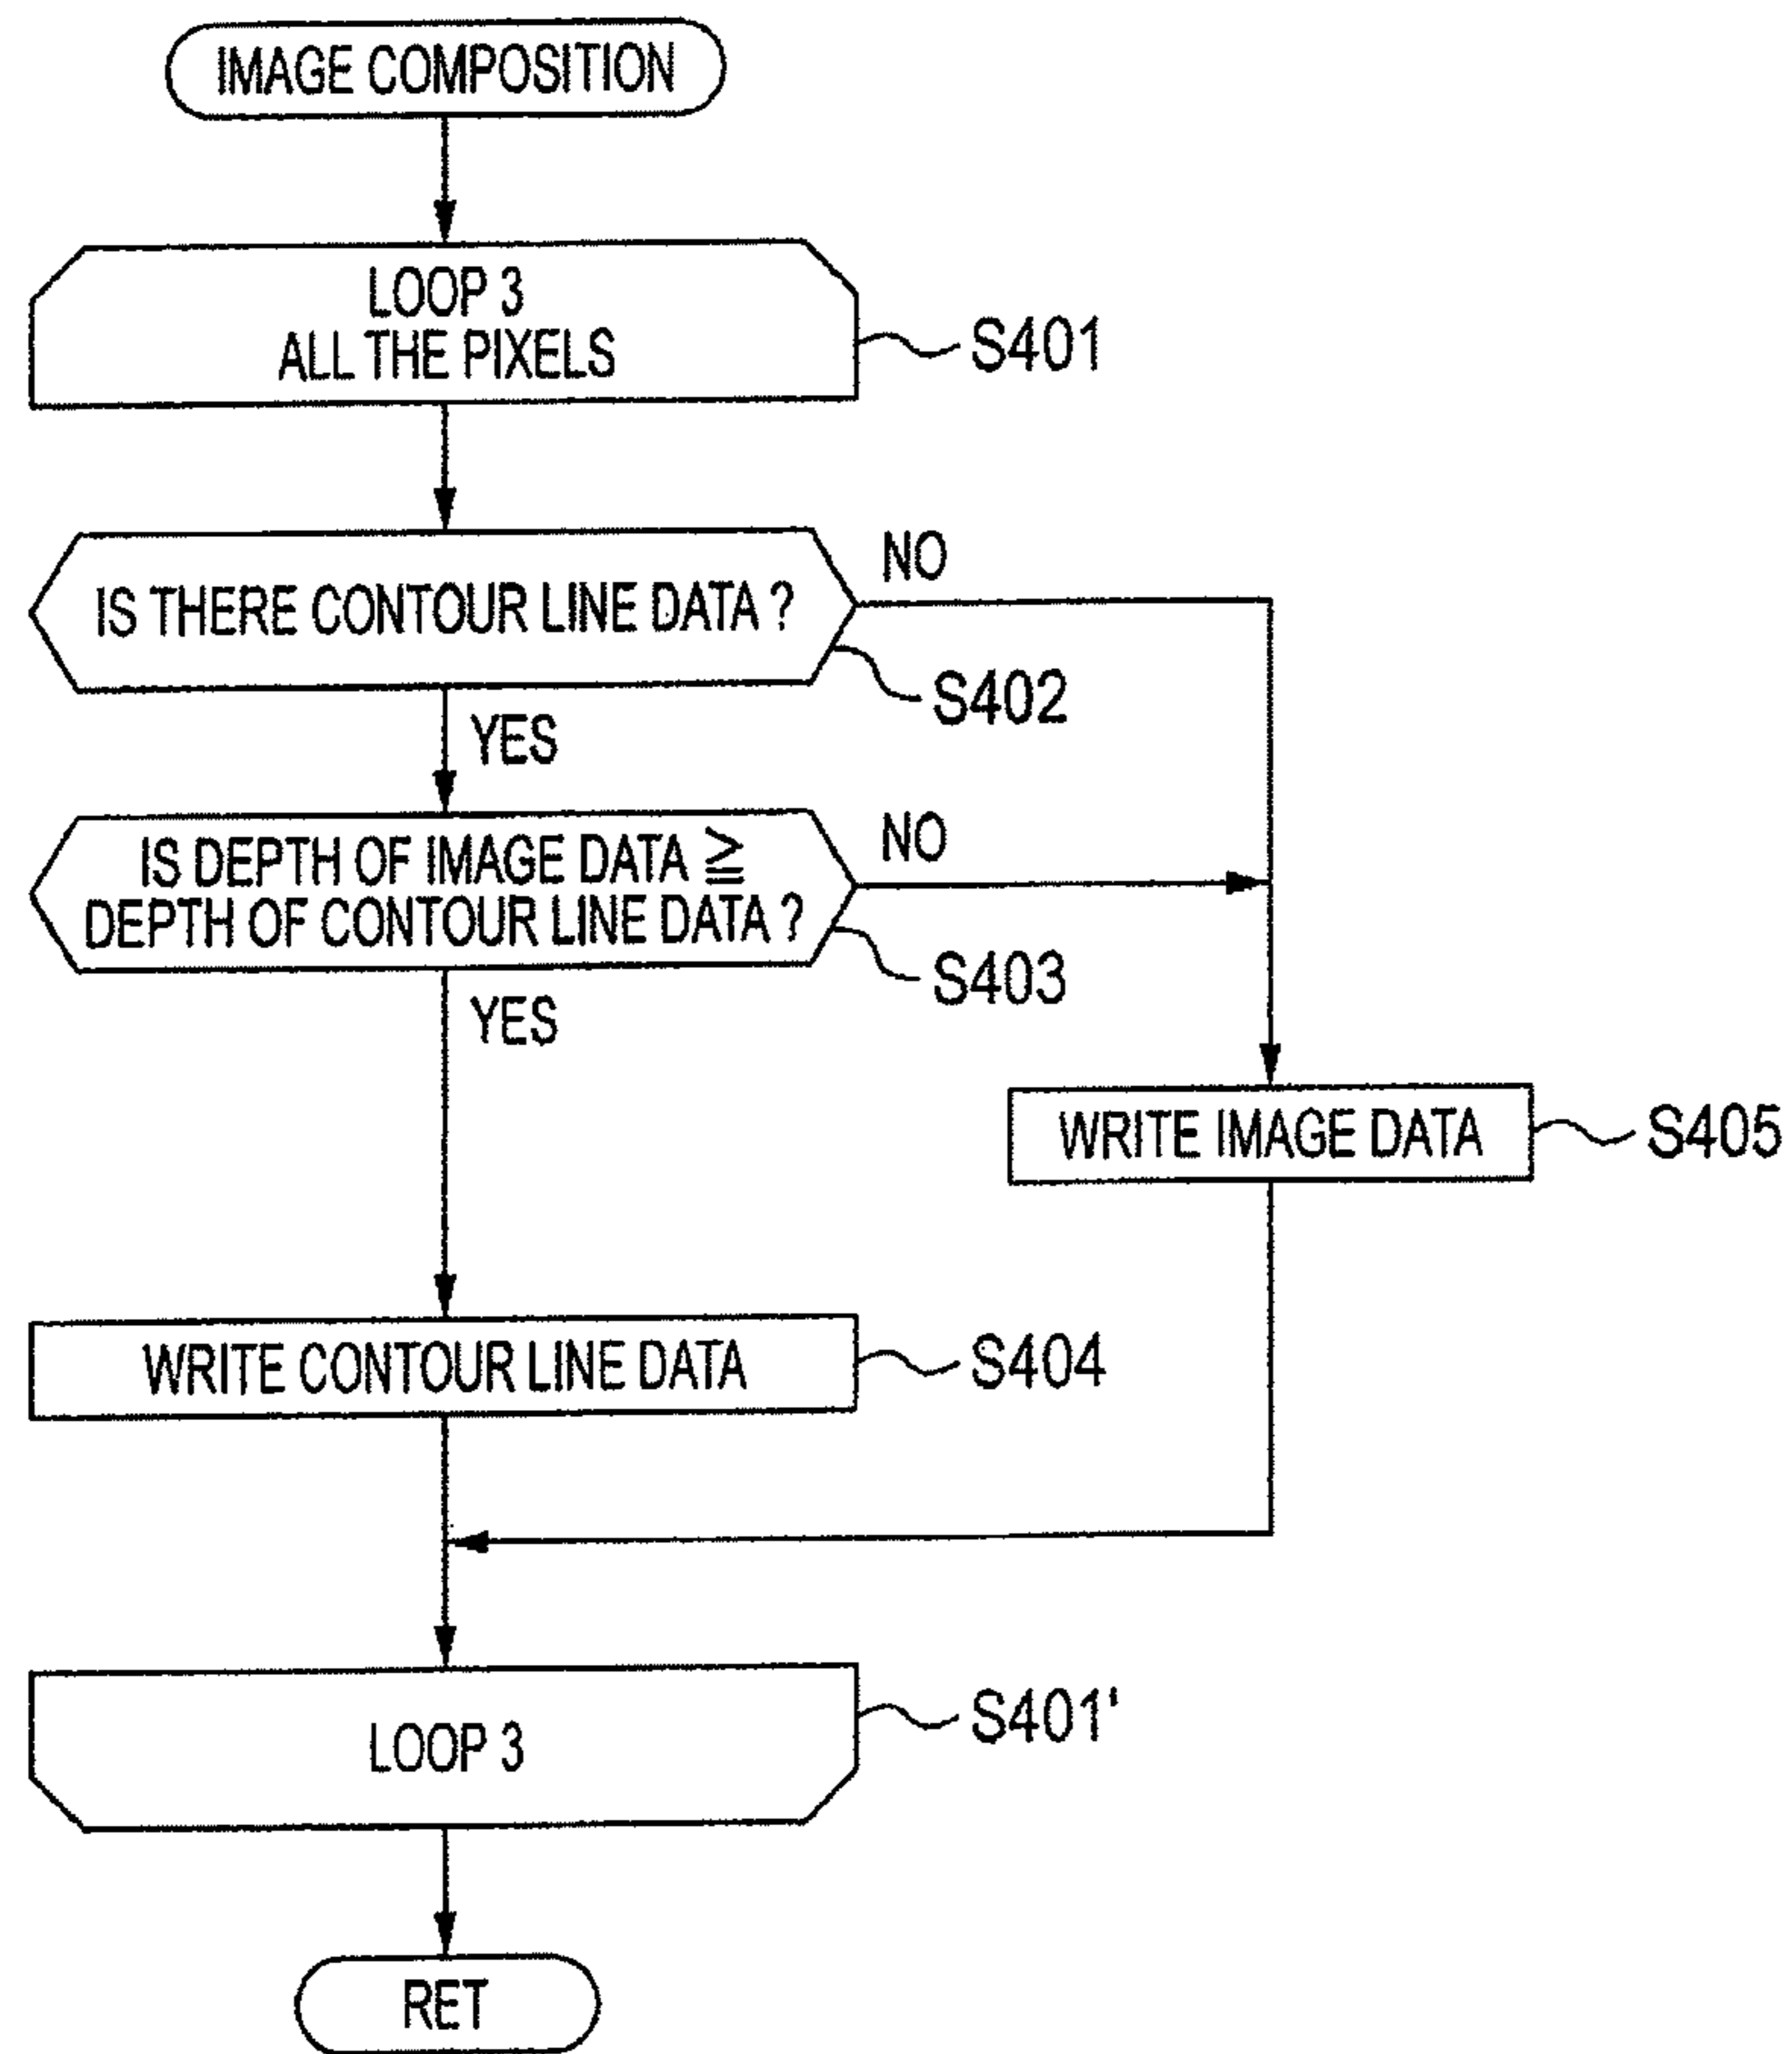 IMAGE COMPOSITION
LOOP 3
ALL THE PIXELS
S401
IS THERE CONTOUR LINE DATA ?
NO
S402
YES
IS DEPTH OF IMAGE DATA ≧
DEPTH OF CONTOUR LINE DATA ?
NO
S403
YES
WRITE IMAGE DATA
S405
WRITE CONTOUR LINE DATA
S404
LOOP 3
S401'
RET